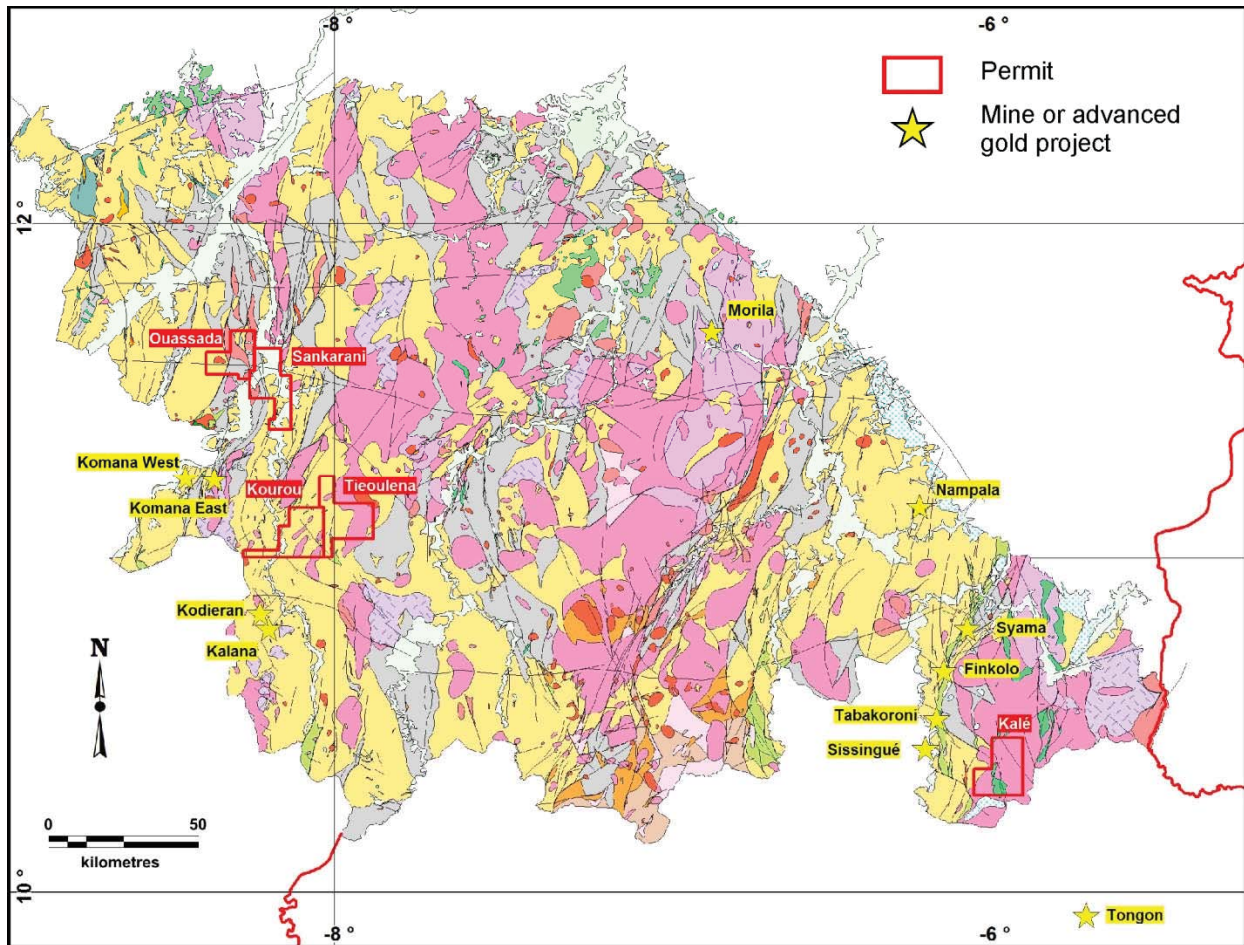 -8 °
-6 °
Permit
Mine or advanced
gold project
12 °
Morila
Ouassada
Sankarani
Komana West
Kourou
Tieoulena
Komana East
Nampala
Kodieran
Syama
Kalana
N
Finkolo
Tabakoroni
Kalé
Sissingué
0
50
kilometres
10 °
-8 °
-6 °
Tongon